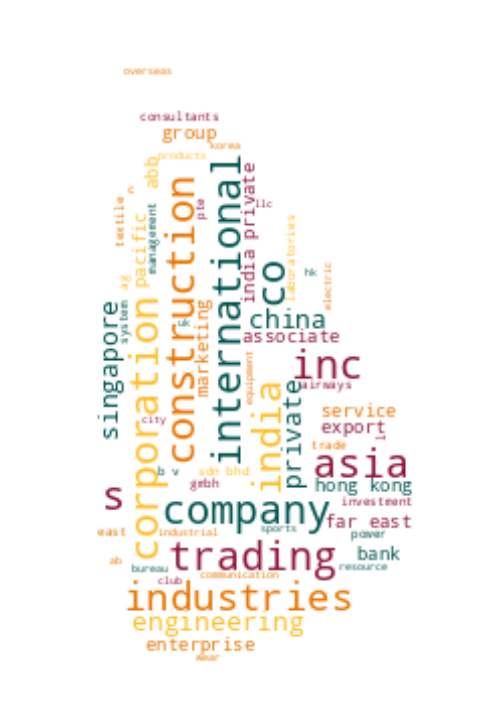 overseas
consultants
group
korea
products
abb
construction
international
india private
llc
c
textile
pacific
management
pte
co
laboratories
hk
electric
ag
singapore
system
corporation
uk
marketing
china
associate
inc
airways
equipment
india
private
city
service
export
l
trade
asia
b v
sdn bhd
gmbh
hong kong
s
company
investment
far east
east
industrial
sports
power
trading
bank
ab
bureau
resource
club
communication
industries
engineering
enterprise
wear